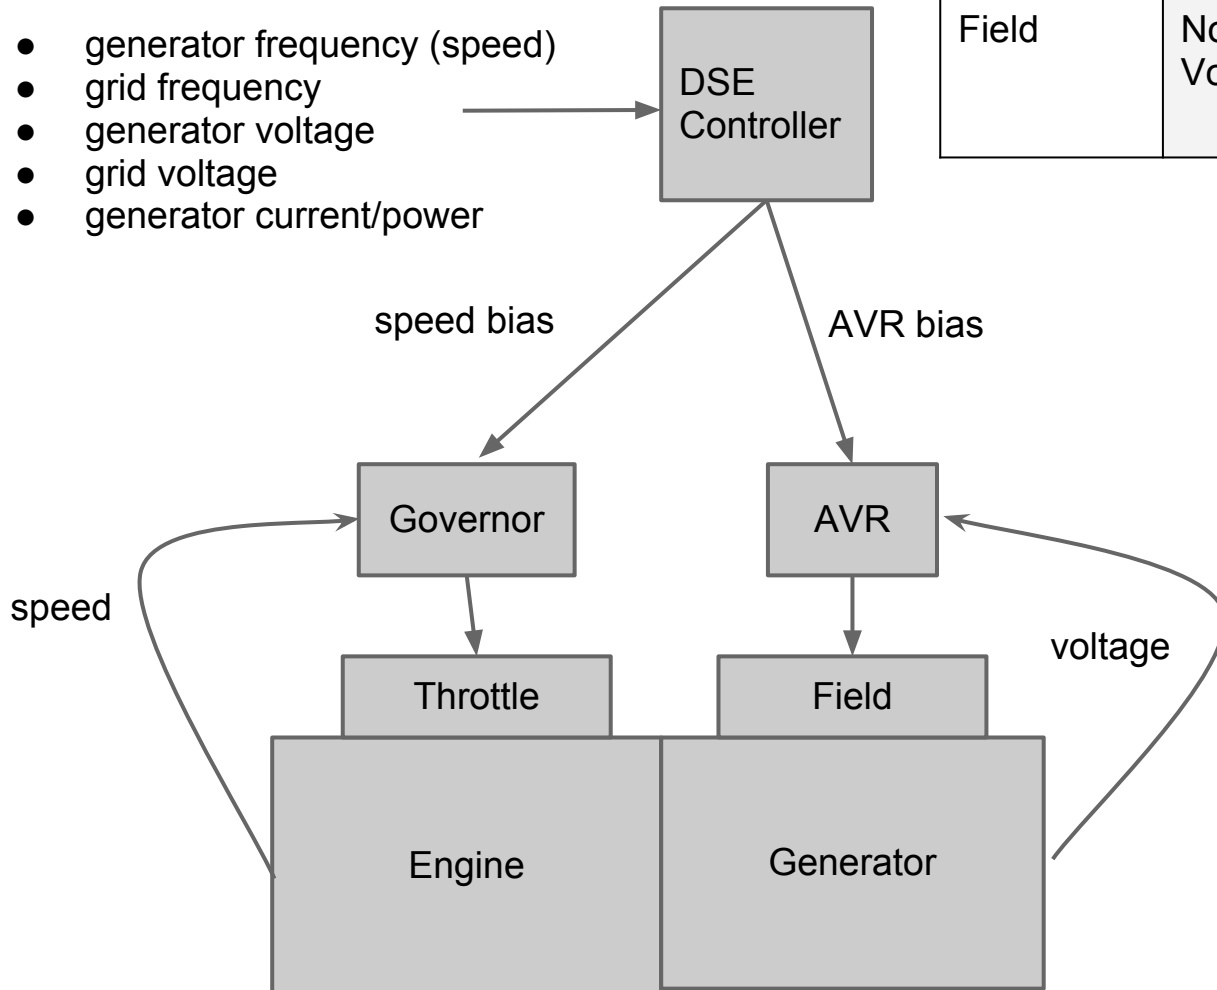 ● generator frequency (speed)
● grid frequency
● generator voltage
● grid voltage
● generator current/power
DSE
Controller
Field
speed bias
AVR bias
Governor
AVR
speed
voltage
Throttle
Field
Engine
Generator